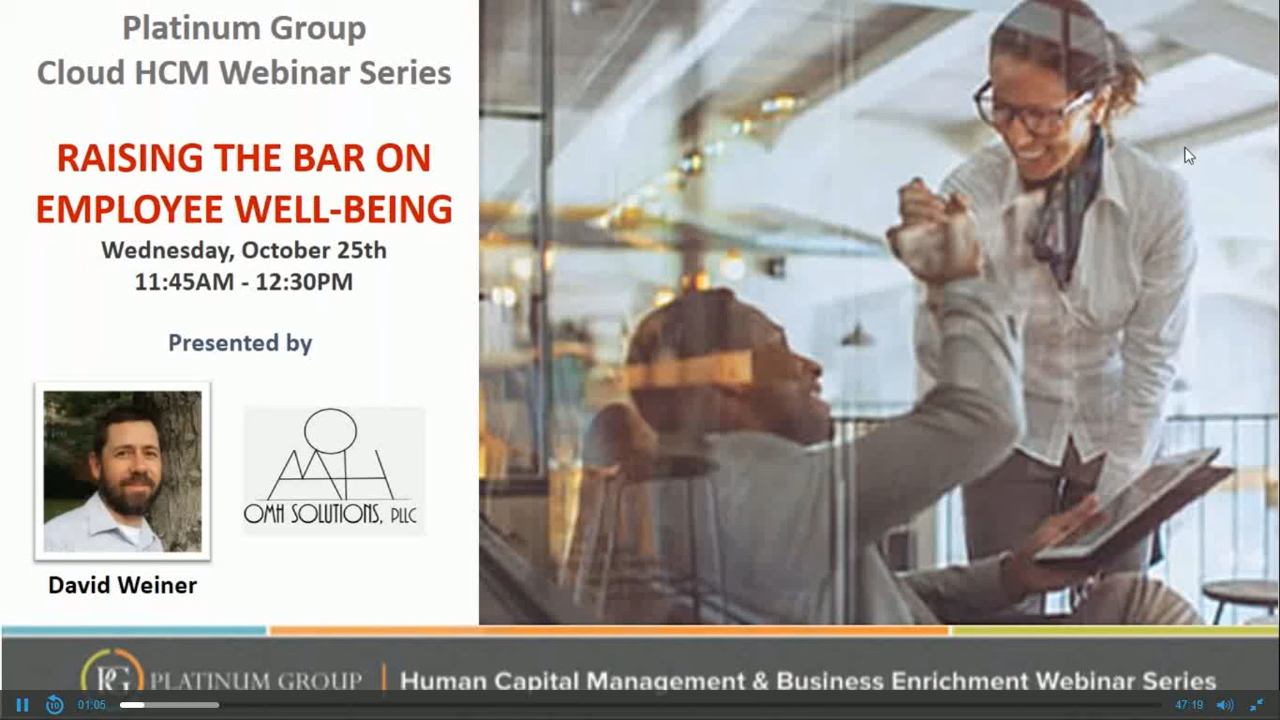 Platinum Group
Cloud HCM Webinar Series
RAISING THE BAR ON
EMPLOYEE WELL-BEING
Wednesday, October 25th
11:45AM - 12:30PM
Presented by
OMH SOLUTIONS, PLLC
David Weiner
PG PLATINUM GROUP
Human Capital Management & Business Enrichment Webinar Series
10
01:05
47:19